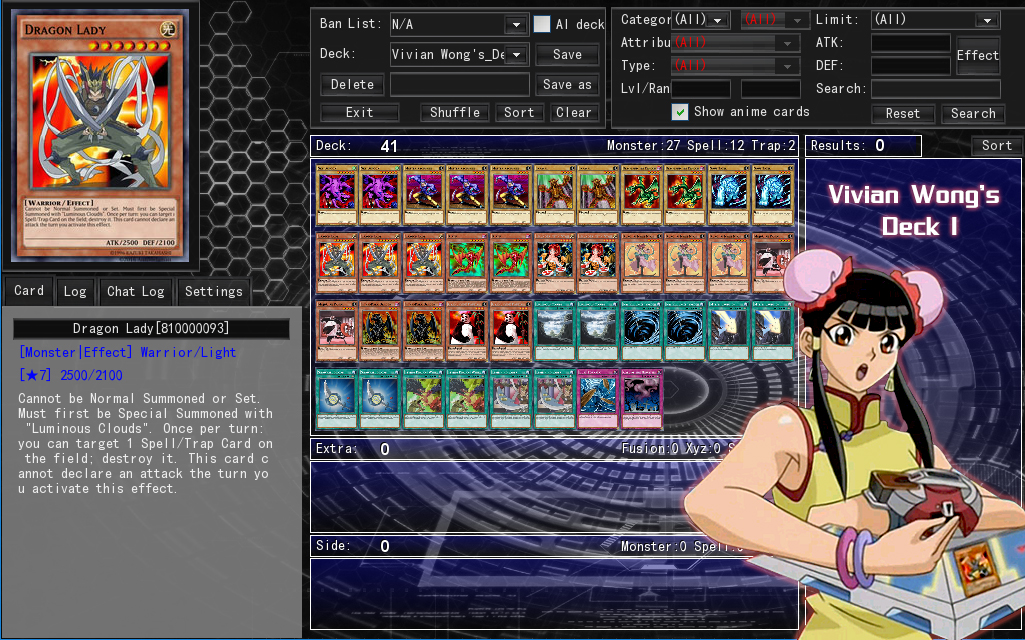 DRAGON LADY
[WARRIOR / EFFECT]
Cannot be Normal Summoned or Set. Must first be Special
Summoned with "Luminous Clouds". Once per turn: you can target 1
Spell/Trap Card on the field; destroy it. This card cannot declare an
attack the turn you activate this effect.
ATK/2500 DEF/2100
©1996 KAZUKI TAKAHASHI
Card
Log
Chat Log
Settings
Dragon Lady[810000093]
[Monster|Effect] Warrior/Light
[★7] 2500/2100
Cannot be Normal Summoned or Set.
Must first be Special Summoned with
"Luminous Clouds". Once per turn:
you can target 1 Spell/Trap Card on
the field; destroy it. This card c
annot declare an attack the turn yo
u activate this effect.
Ban List: N/A
AI deck
Deck: Vivian Wong's_De
Save
Delete
Save as
Exit
Shuffle
Sort
Clear
Categor (All) (All) Limit: (All)
Attribu (All) ATK:
Type: (All) DEF:
Effect
Lvl/Ran Search:
Show anime cards
Reset
Search
Deck: 41 Monster:27 Spell:12 Trap:2
Results: 0
Sort
Vivian Wong's
Deck 1
Extra: 0 Fusion:0 Xyz:0 S
Side: 0 Monster:0 Spell: